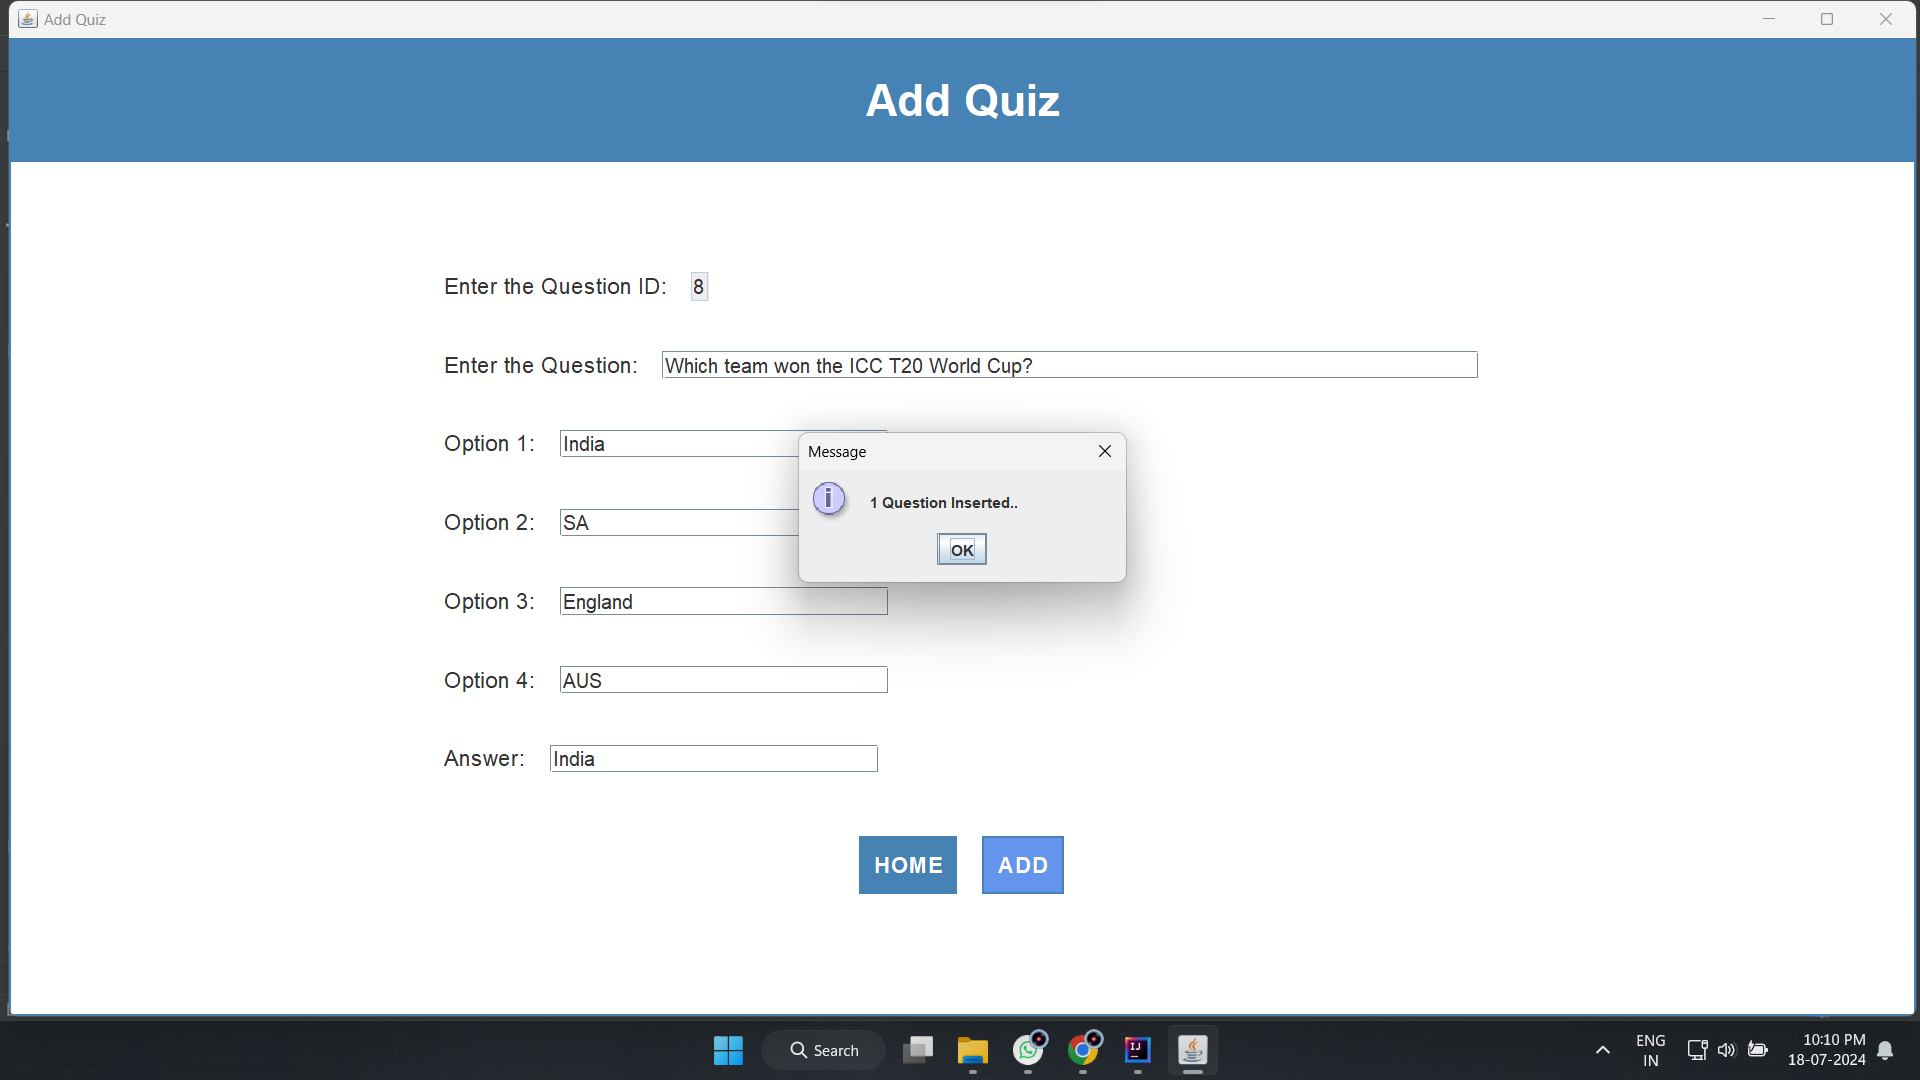 Add Quiz
Add Quiz
Enter the Question ID: 8
Enter the Question: Which team won the ICC T20 World Cup?
Option 1: India
Message
1 Question Inserted..
OK
Option 2: SA
Option 3: England
Option 4: AUS
Answer: India
HOME ADD
Search
IJ
ENG
IN
10:10 PM
18-07-2024